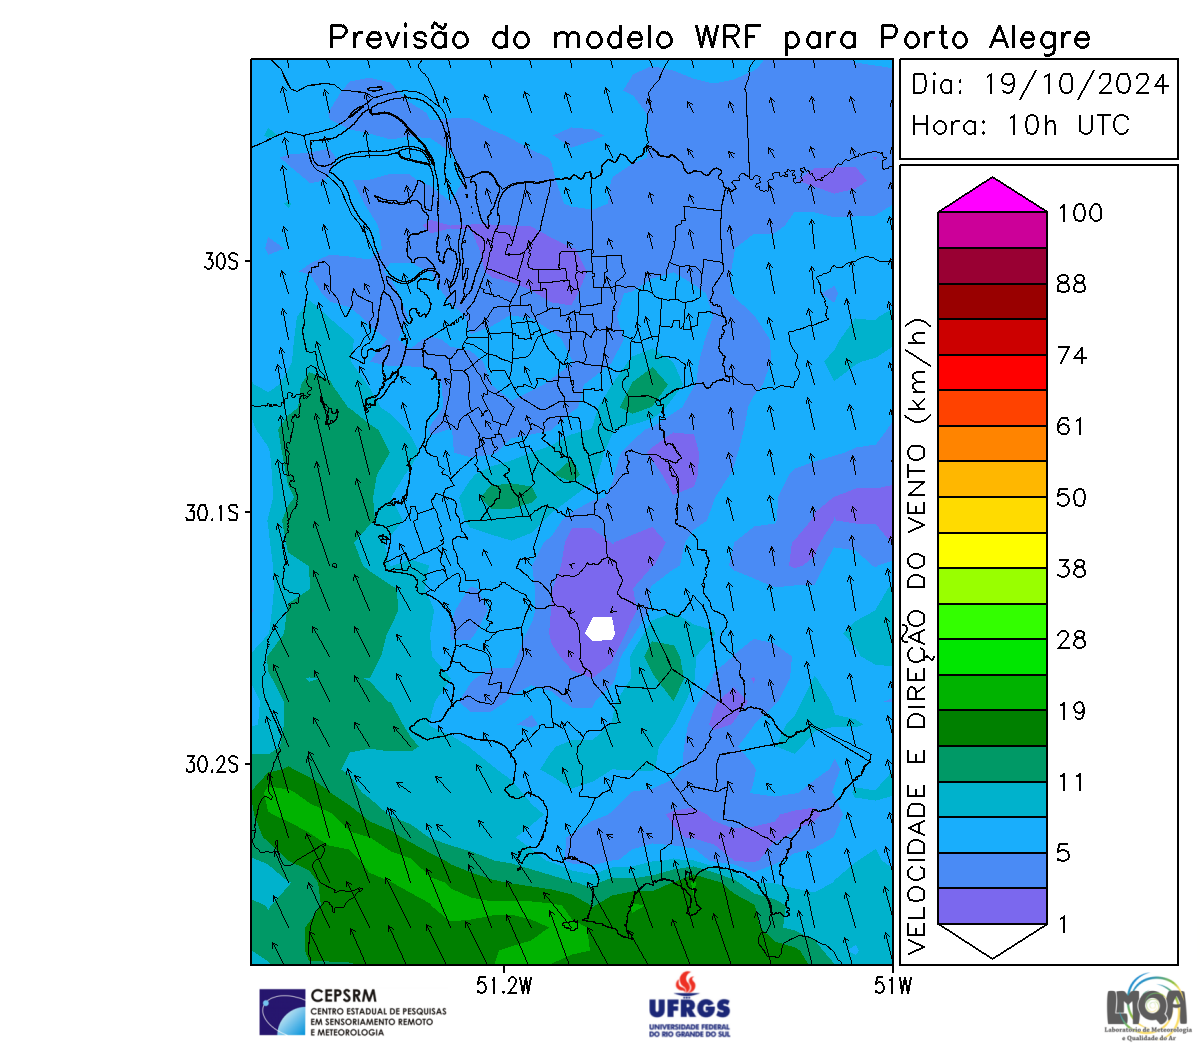 Previsão do modelo WRF para Porto Alegre
Dia: 19/10/2024
Hora: 10h UTC
30S
30.1S
30.2S
51.2W
51W
VELOCIDADE E DIREÇÃO DO VENTO (km/h)
100
88
74
61
50
38
28
19
11
5
1
CEPSRM
CENTRO ESTADUAL DE PESQUISAS
EM SENSORIAMENTO REMOTO
E METEOROLOGIA
UFRGS
UNIVERSIDADE FEDERAL
DO RIO GRANDE DO SUL
LMQA
Laboratório de Meteorologia
e Qualidade do Ar